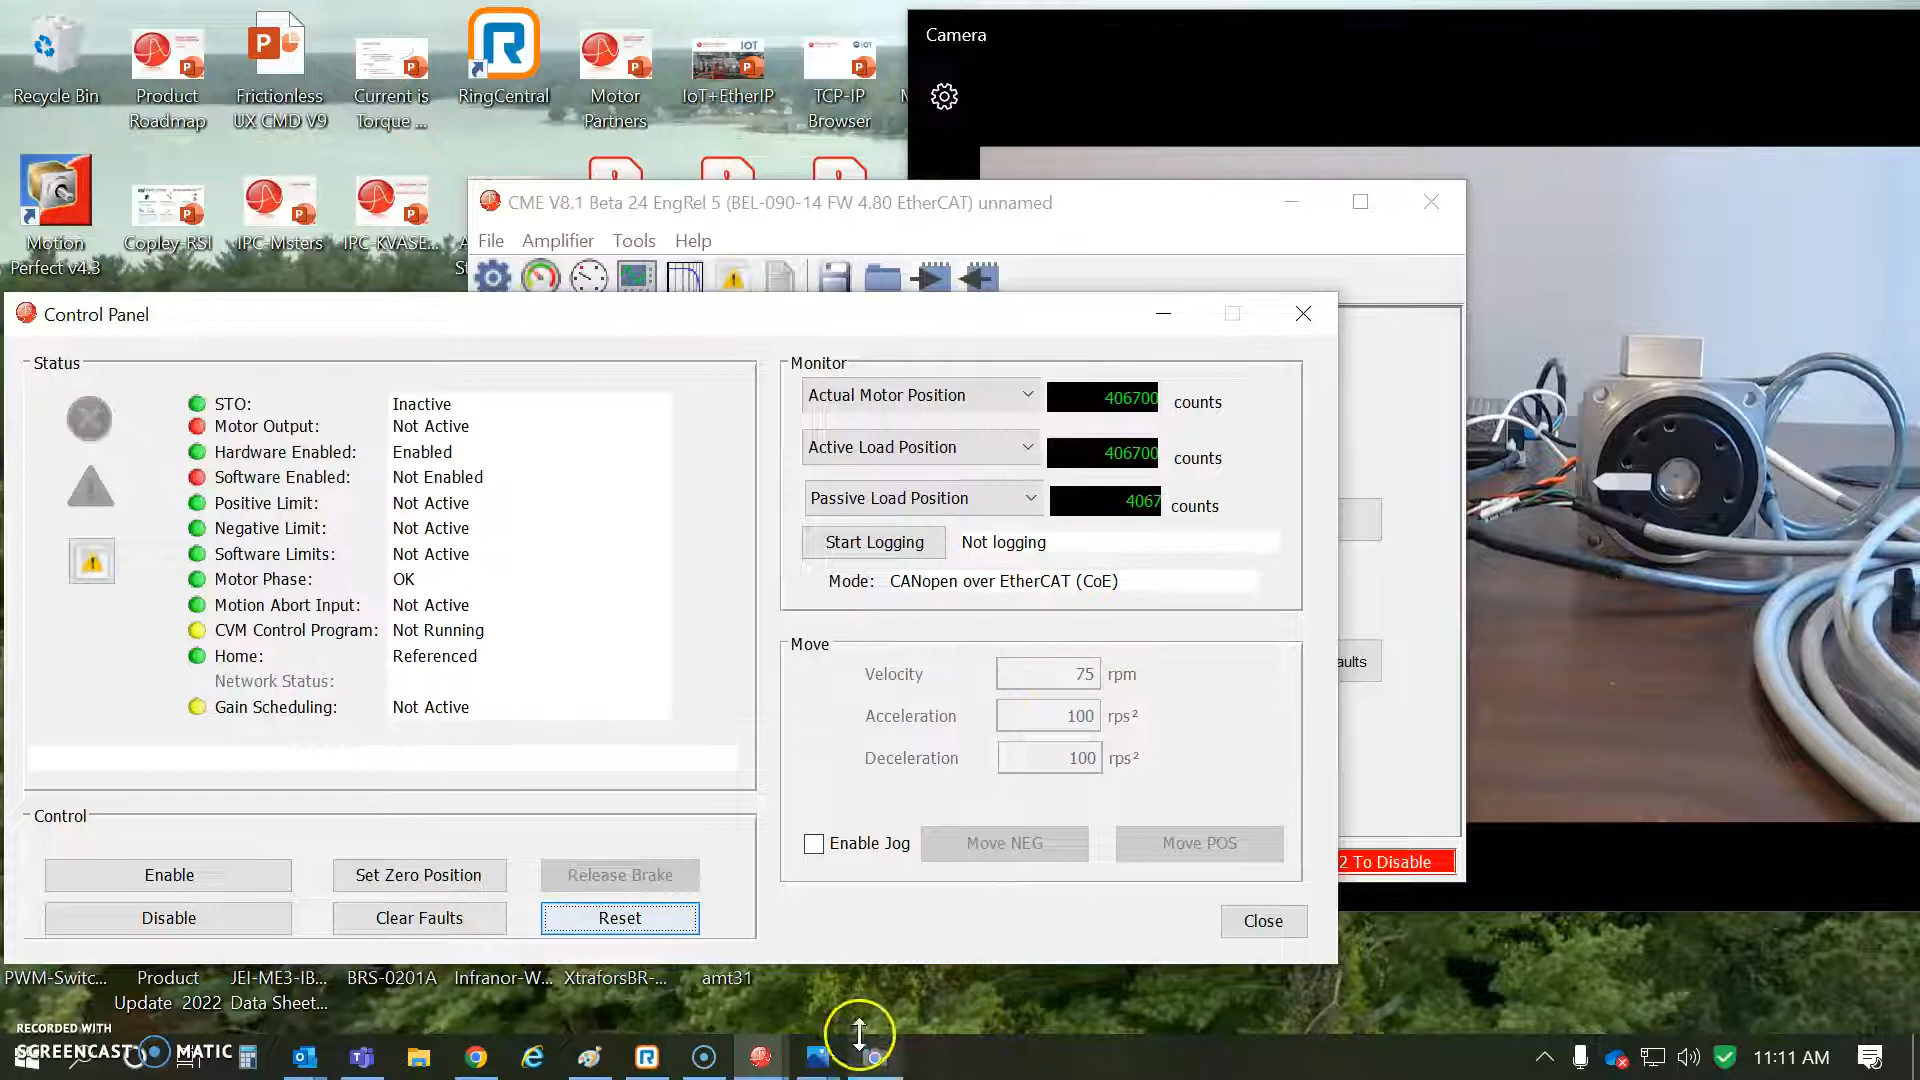 Recycle Bin
Product
Roadmap
Frictionless
UX CMD V9
Current is
Torque ...
RingCentral
Motor
Partners
IoT+EtherIP
TCP-IP
Browser
Camera
Motion
Perfect v4.3
Copley-RSI
IPC-Msters
IPC-KVASE...
CME V8.1 Beta 24 EngRel 5 (BEL-090-14 FW 4.80 EtherCAT) unnamed
File Amplifier Tools Help
Control Panel
Status
STO: Inactive
Motor Output: Not Active
Hardware Enabled: Enabled
Software Enabled: Not Enabled
Positive Limit: Not Active
Negative Limit: Not Active
Software Limits: Not Active
Motor Phase: OK
Motion Abort Input: Not Active
CVM Control Program: Not Running
Home: Referenced
Network Status:
Gain Scheduling: Not Active
Monitor
Actual Motor Position 406700 counts
Active Load Position 406700 counts
Passive Load Position 4067 counts
Start Logging Not logging
Mode: CANopen over EtherCAT (CoE)
Move
Velocity 75 rpm
Acceleration 100 rps²
Deceleration 100 rps²
Enable Jog Move NEG Move POS
Control
Enable Set Zero Position Release Brake
Disable Clear Faults Reset
Close
aults
2 To Disable
PWM-Switc...
Product
Update 2022
JEI-ME3-IB...
Data Sheet...
BRS-0201A
Infranor-W...
XtraforsBR-...
amt31
RECORDED WITH
SCREENCAST MATIC
11:11 AM